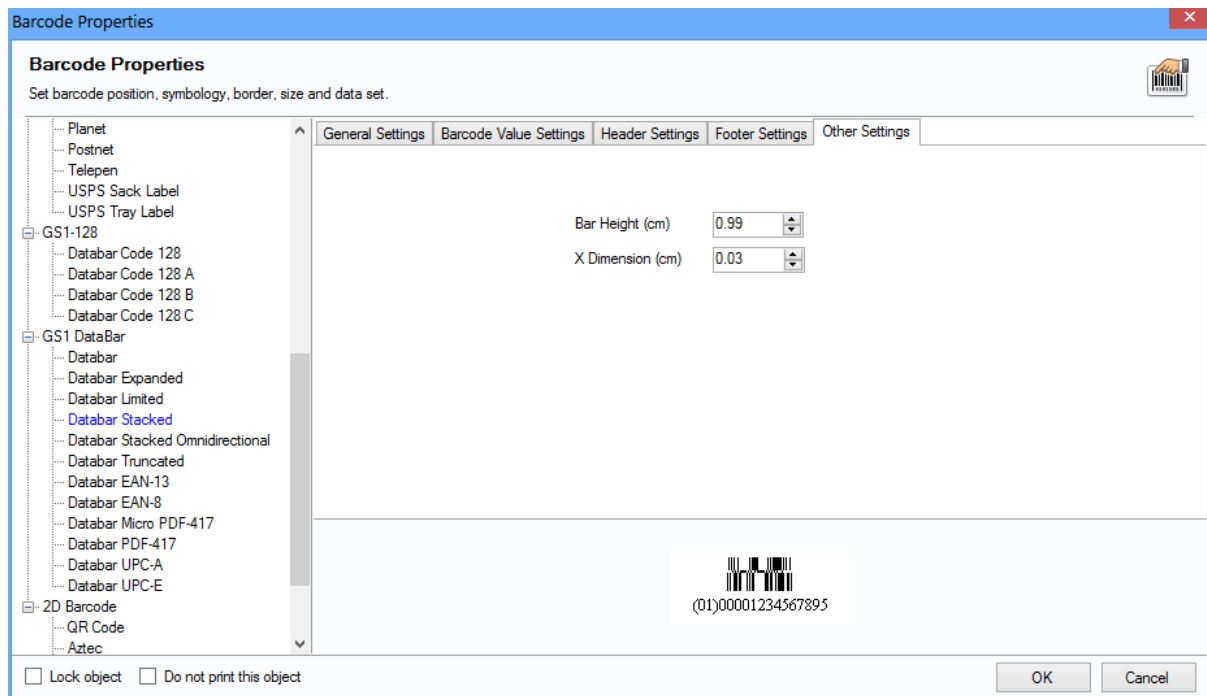 Barcode Properties
Barcode Properties
Set barcode position, symbology, border, size and data set.
Planet
Postnet
Telepen
USPS Sack Label
USPS Tray Label
GS1-128
Databar Code 128
Databar Code 128 A
Databar Code 128 B
Databar Code 128 C
GS1 DataBar
Databar
Databar Expanded
Databar Limited
Databar Stacked
Databar Stacked Omnidirectional
Databar Truncated
Databar EAN-13
Databar EAN-8
Databar Micro PDF-417
Databar PDF-417
Databar UPC-A
Databar UPC-E
2D Barcode
QR Code
Aztec
General Settings Barcode Value Settings Header Settings Footer Settings Other Settings
Bar Height (cm) 0.99
X Dimension (cm) 0.03
(01)00001234567895
Lock object Do not print this object
OK Cancel